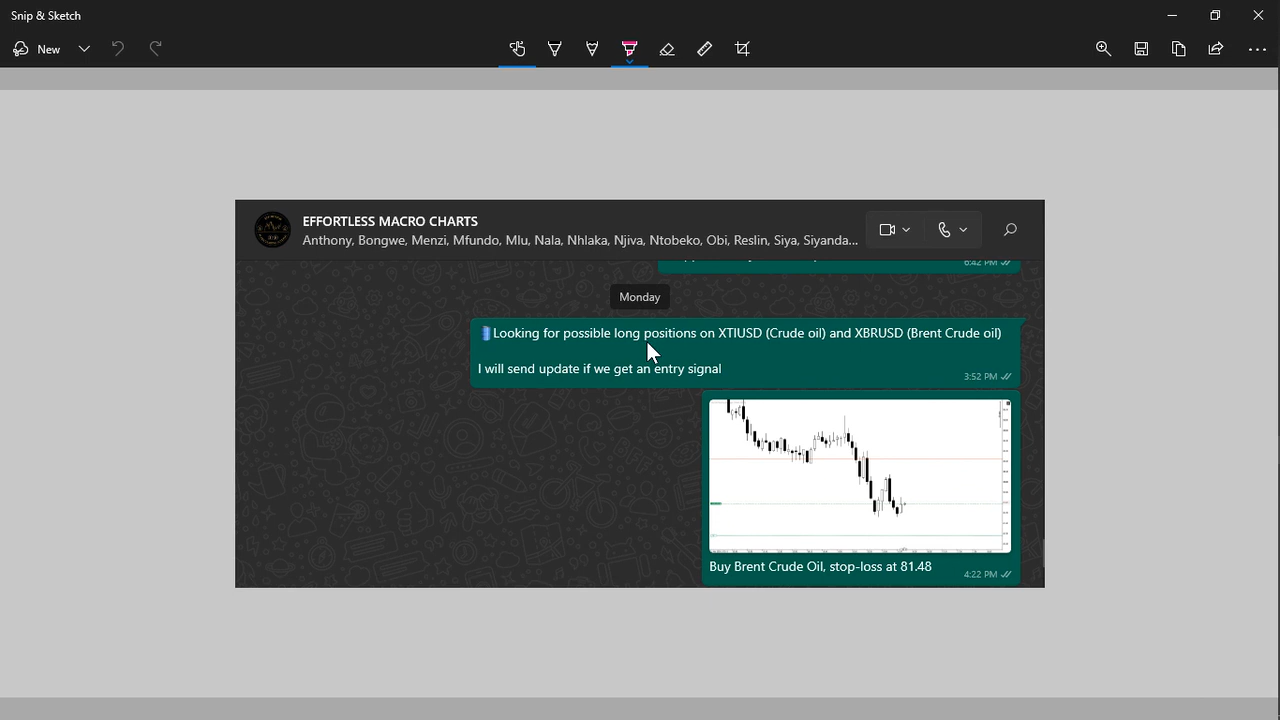 Snip & Sketch
New
EFFORTLESS MACRO CHARTS
Anthony, Bongwe, Menzi, Mfundo, Mlu, Nala, Nhlaka, Njiva, Ntobeko, Obi, Reslin, Siya, Siyanda...
6:42 PM
Monday
Looking for possible long positions on XTIUSD (Crude oil) and XBRUSD (Brent Crude oil)
I will send update if we get an entry signal
3:52 PM
Buy Brent Crude Oil, stop-loss at 81.48
4:22 PM